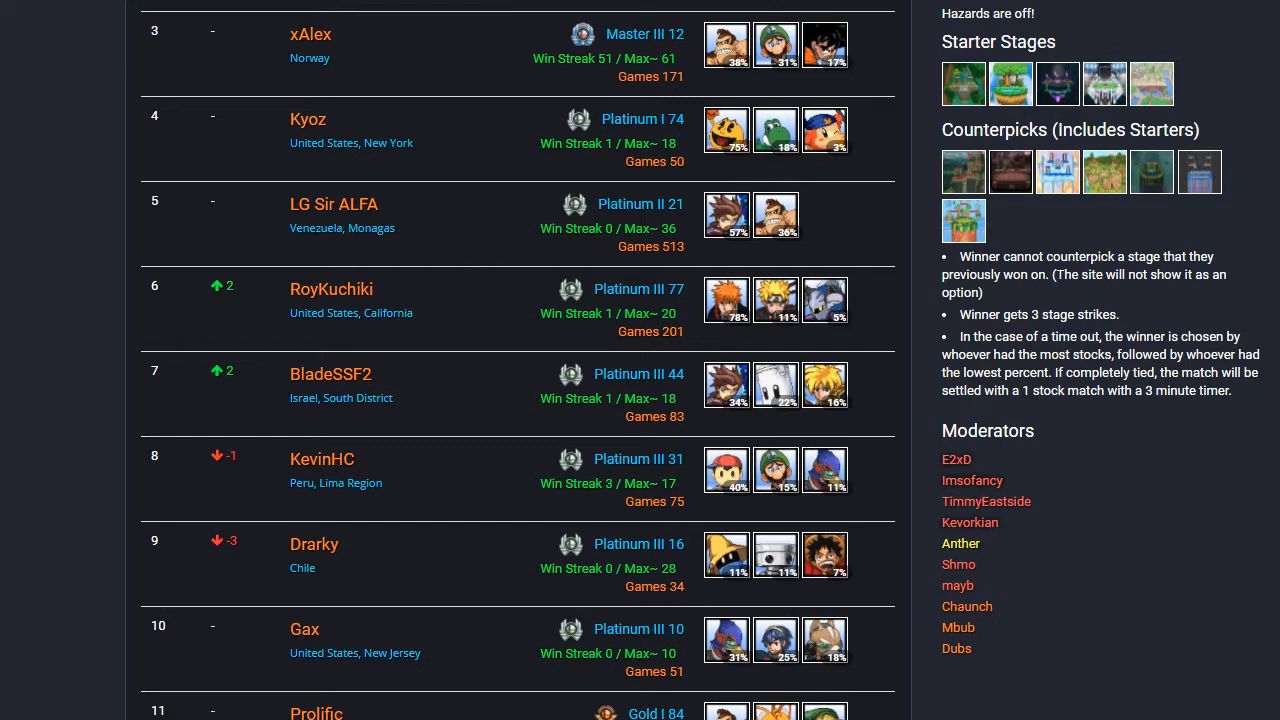 3
-
xAlex
Norway
Master III 12
Win Streak 51 / Max~ 61
Games 171
38%
31%
17%
4
-
Kyoz
United States, New York
Platinum I 74
Win Streak 1 / Max~ 18
Games 50
75%
18%
3%
5
-
LG Sir ALFA
Venezuela, Monagas
Platinum II 21
Win Streak 0 / Max~ 36
Games 513
57%
36%
6
2
RoyKuchiki
United States, California
Platinum III 77
Win Streak 1 / Max~ 20
Games 201
78%
11%
5%
7
2
BladeSSF2
Israel, South District
Platinum III 44
Win Streak 1 / Max~ 18
Games 83
34%
22%
16%
8
-1
KevinHC
Peru, Lima Region
Platinum III 31
Win Streak 3 / Max~ 17
Games 75
40%
15%
11%
9
-3
Drarky
Chile
Platinum III 16
Win Streak 0 / Max~ 28
Games 34
11%
11%
7%
10
-
Gax
United States, New Jersey
Platinum III 10
Win Streak 0 / Max~ 10
Games 51
31%
25%
18%
11
-
Prolific
Gold I 84
Hazards are off!
Starter Stages
Counterpicks (Includes Starters)
• Winner cannot counterpick a stage that they
previously won on. (The site will not show it as an
option)
• Winner gets 3 stage strikes.
• In the case of a time out, the winner is chosen by
whoever had the most stocks, followed by whoever had
the lowest percent. If completely tied, the match will be
settled with a 1 stock match with a 3 minute timer.
Moderators
E2xD
Imsofancy
TimmyEastside
Kevorkian
Anther
Shmo
mayb
Chaunch
Mbub
Dubs